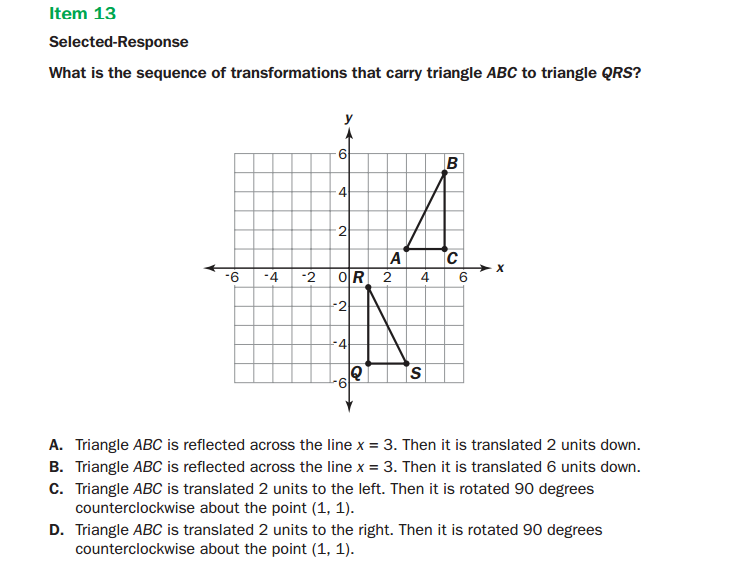 Item 13
Selected-Response
What is the sequence of transformations that carry triangle ABC to triangle QRS?
y
6
B
4
2
A
C
x
-6 -4 -2 0 R 2 4 6
-2
-4
Q S
-6
A. Triangle ABC is reflected across the line x = 3. Then it is translated 2 units down.
B. Triangle ABC is reflected across the line x = 3. Then it is translated 6 units down.
C. Triangle ABC is translated 2 units to the left. Then it is rotated 90 degrees
counterclockwise about the point (1, 1).
D. Triangle ABC is translated 2 units to the right. Then it is rotated 90 degrees
counterclockwise about the point (1, 1).